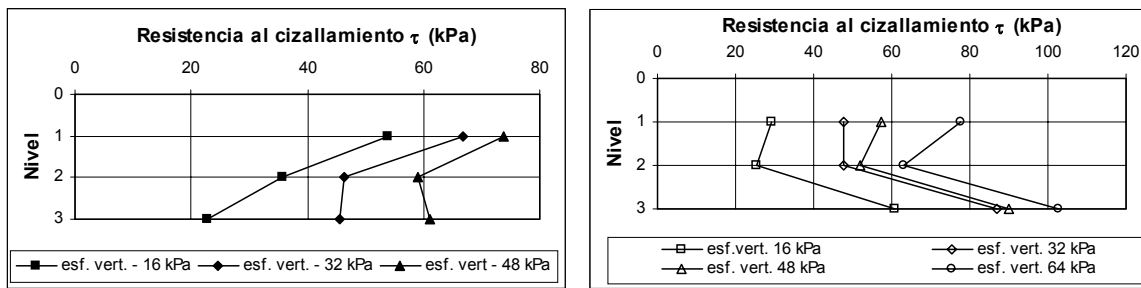 Resistencia al cizallamiento τ (kPa)
0 20 40 60 80
0
1
2
3
Nivel
esf. vert. - 16 kPa esf. vert. - 32 kPa esf. vert - 48 kPa
Resistencia al cizallamiento τ (kPa)
0 20 40 60 80 100 120
0
1
2
3
Nivel
esf.vert. 16 kPa esf.vert. 32 kPa
esf. vert. 48 kPa esf.vert. 64 kPa